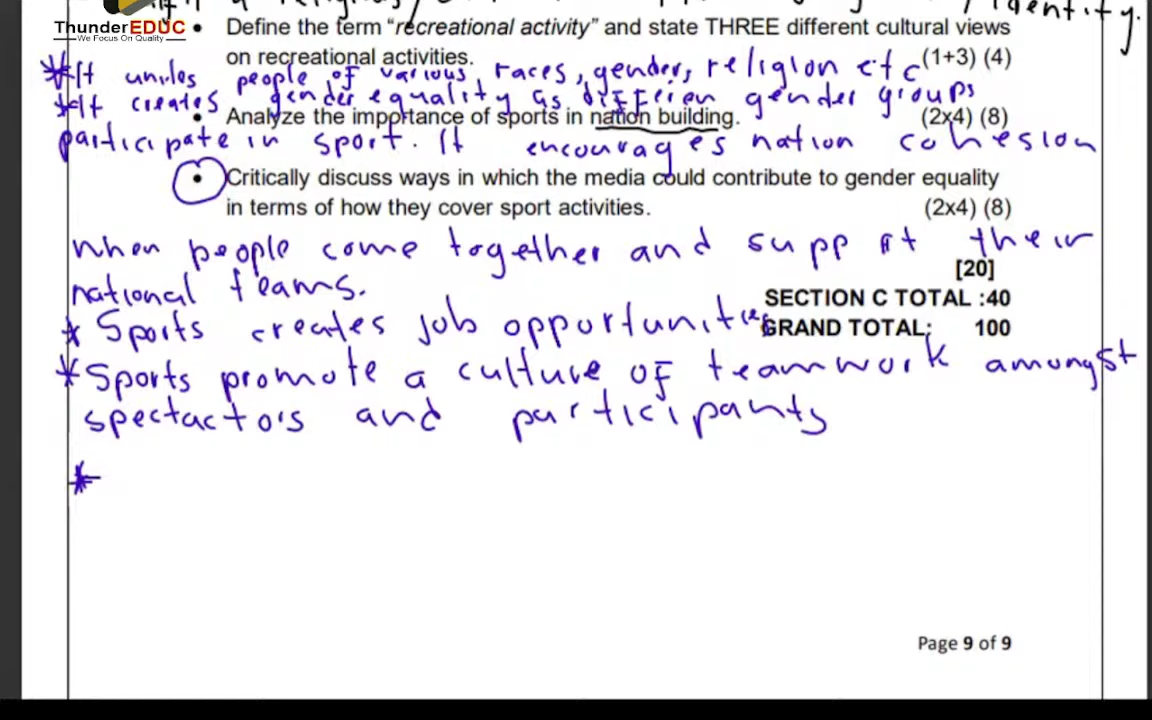 identity.
ThunderEDUC
We Focus On Quality
• Define the term “recreational activity” and state THREE different cultural views
on recreational activities. (1+3) (4)
*It unites people of various, races, gender, religion etc
*It creates gender equality as differen gender groups
• Analyze the importance of sports in nation building. (2x4) (8)
participate in sport. It encourages nation cohesion
• Critically discuss ways in which the media could contribute to gender equality
in terms of how they cover sport activities. (2x4) (8)
when people come together and support their
[20]
national teams.
SECTION C TOTAL :40
* Sports creates job opportunities
GRAND TOTAL: 100
* Sports promote a culture of teamwork amongst
spectactors and participants
*
Page 9 of 9